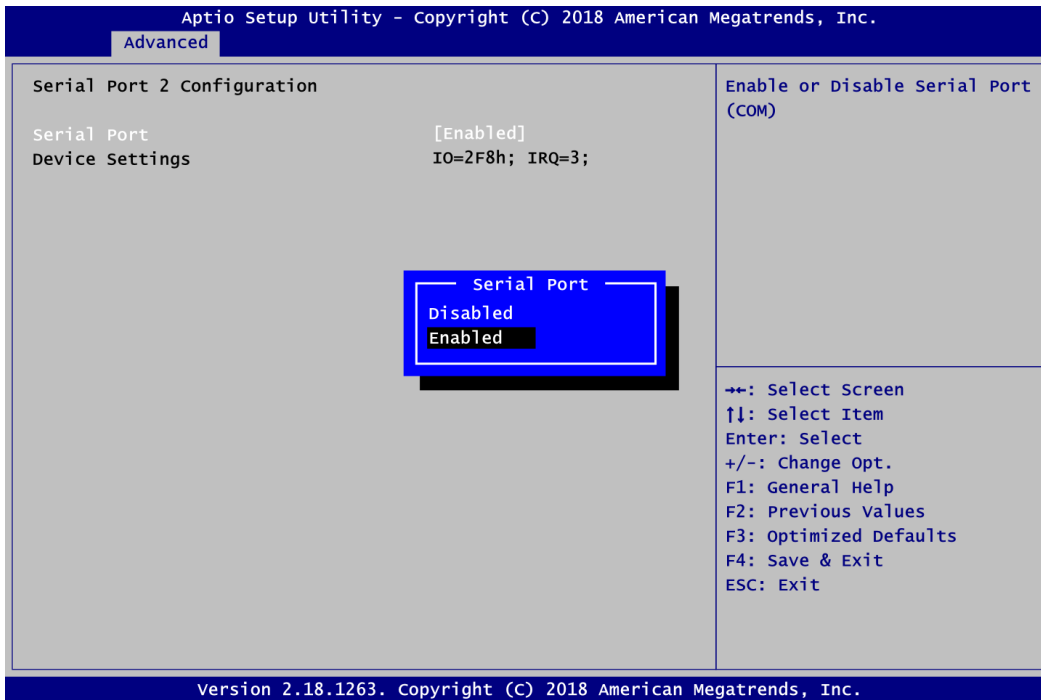 Aptio Setup Utility - Copyright (C) 2018 American Megatrends, Inc.
Advanced
Serial Port 2 Configuration
Serial Port [Enabled]
Device Settings IO=2F8h; IRQ=3;
Serial Port
Disabled
Enabled
Enable or Disable Serial Port
(COM)
→←: Select Screen
↑↓: Select Item
Enter: Select
+/-: Change Opt.
F1: General Help
F2: Previous Values
F3: Optimized Defaults
F4: Save & Exit
ESC: Exit
Version 2.18.1263. Copyright (C) 2018 American Megatrends, Inc.